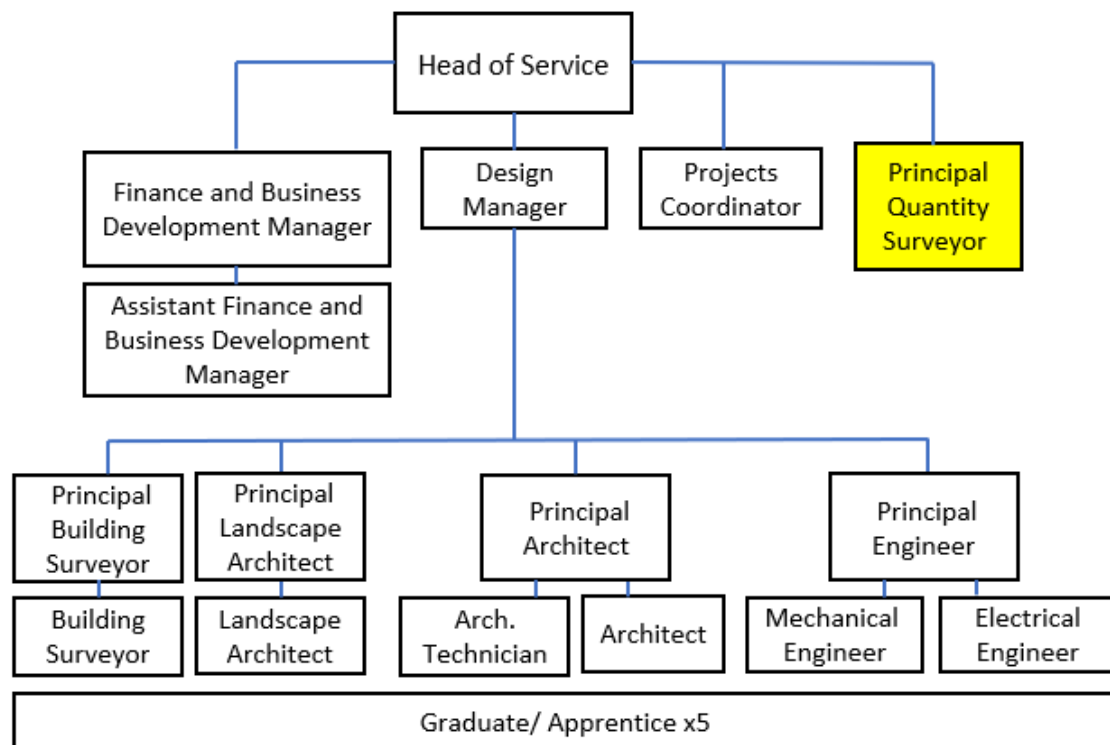 Head of Service
Finance and Business
Development Manager
Design
Manager
Projects
Coordinator
Principal
Quantity
Surveyor
Assistant Finance and
Business Development
Manager
Principal
Building
Surveyor
Principal
Landscape
Architect
Principal
Architect
Principal
Engineer
Building
Surveyor
Landscape
Architect
Arch.
Technician
Architect
Mechanical
Engineer
Electrical
Engineer
Graduate/ Apprentice x5